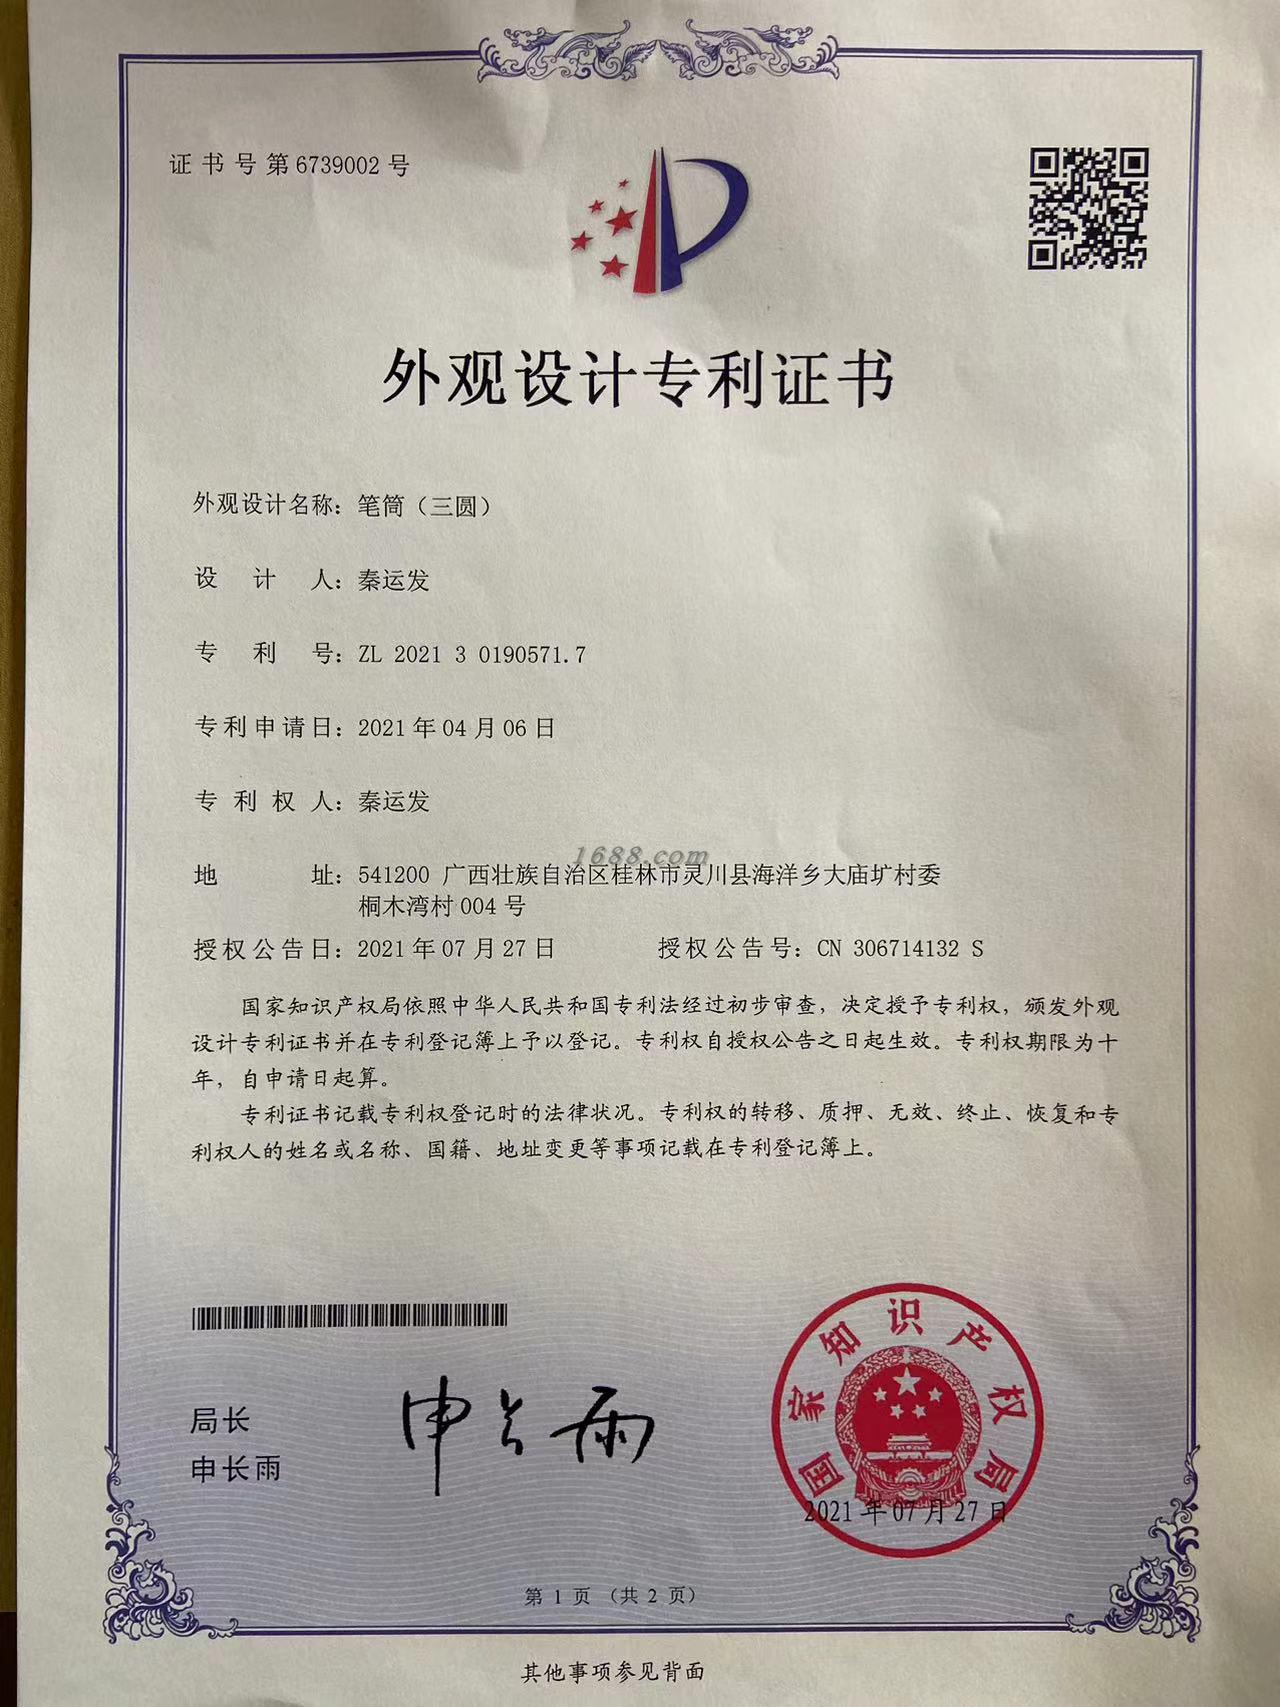 证书号第6739002号
外观设计专利证书
外观设计名称：笔筒（三圆）
设计人：秦运发
专利号：ZL 2021 3 0190571.7
专利申请日：2021年04月06日
专利权人：秦运发
1688.com
地址：541200 广西壮族自治区桂林市灵川县海洋乡大庙圹村委
桐木湾村004号
授权公告日：2021年07月27日 授权公告号：CN 306714132 S
国家知识产权局依照中华人民共和国专利法经过初步审查，决定授予专利权，颁发外观
设计专利证书并在专利登记簿上予以登记。专利权自授权公告之日起生效。专利权期限为十
年，自申请日起算。
专利证书记载专利权登记时的法律状况。专利权的转移、质押、无效、终止、恢复和专
利权人的姓名或名称、国籍、地址变更等事项记载在专利登记簿上。
局长
申长雨
申长雨
国家知识产权局
2021年07月27日
第 1 页 （共 2 页）
其他事项参见背面